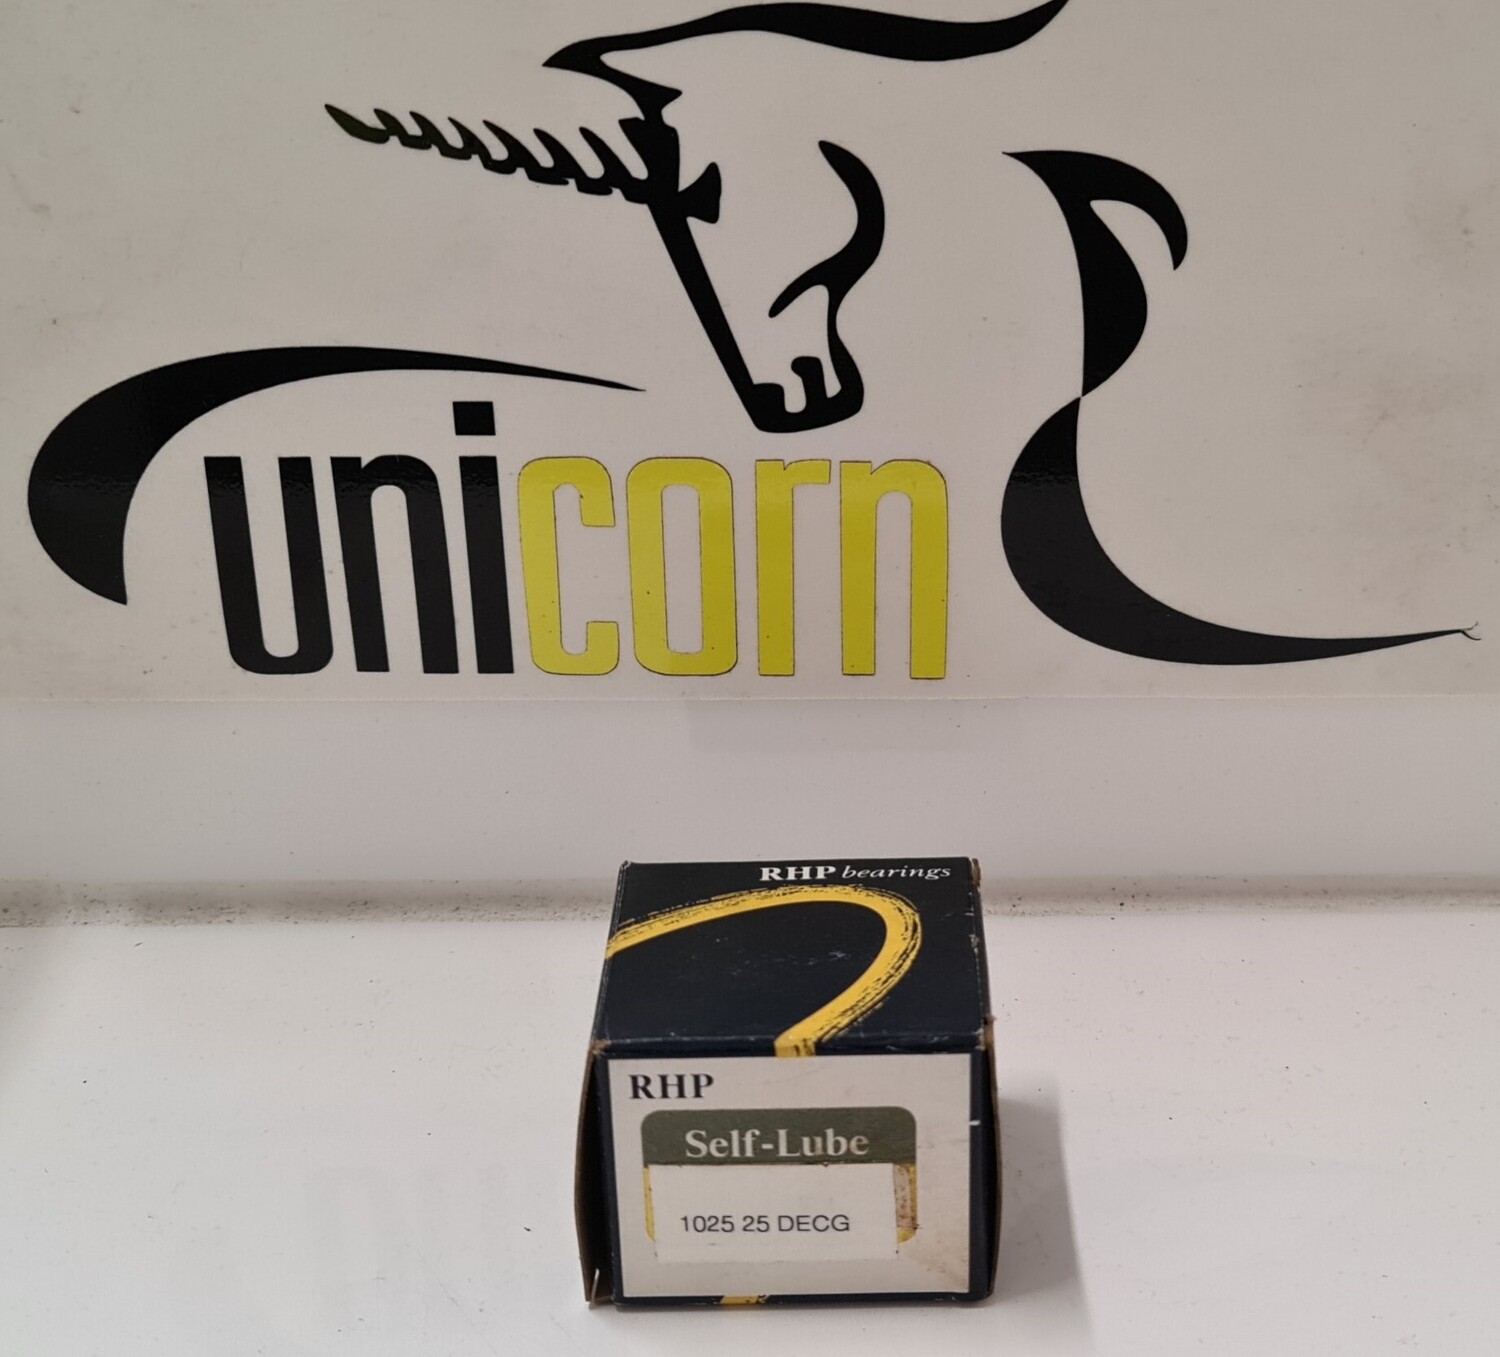 unicorn
RHP bearings
RHP
Self-Lube
1025 25 DECG